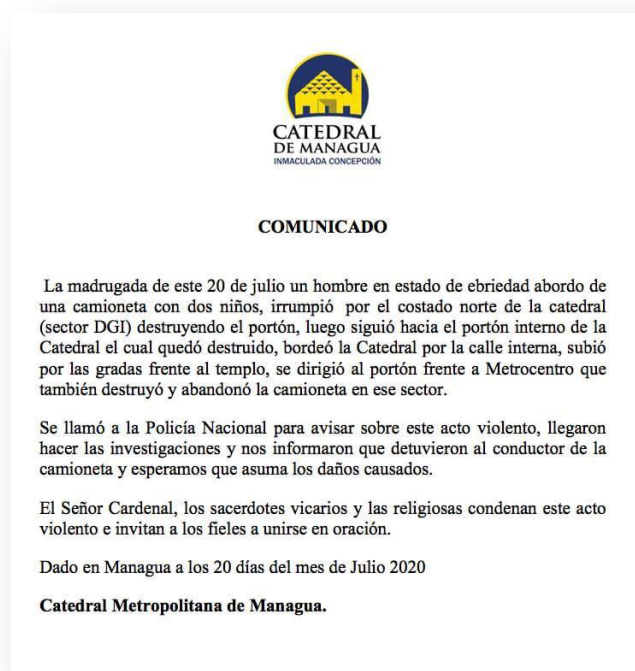 CATEDRAL
DE MANAGUA
INMACULADA CONCEPCIÓN
COMUNICADO
La madrugada de este 20 de julio un hombre en estado de ebriedad abordo de
una camioneta con dos niños, irrumpió por el costado norte de la catedral
(sector DGI) destruyendo el portón, luego siguió hacia el portón interno de la
Catedral el cual quedó destruido, bordeó la Catedral por la calle interna, subió
por las gradas frente al templo, se dirigió al portón frente a Metrocentro que
también destruyó y abandonó la camioneta en ese sector.
Se llamó a la Policía Nacional para avisar sobre este acto violento, llegaron
hacer las investigaciones y nos informaron que detuvieron al conductor de la
camioneta y esperamos que asuma los daños causados.
El Señor Cardenal, los sacerdotes vicarios y las religiosas condenan este acto
violento e invitan a los fieles a unirse en oración.
Dado en Managua a los 20 días del mes de Julio 2020
Catedral Metropolitana de Managua.